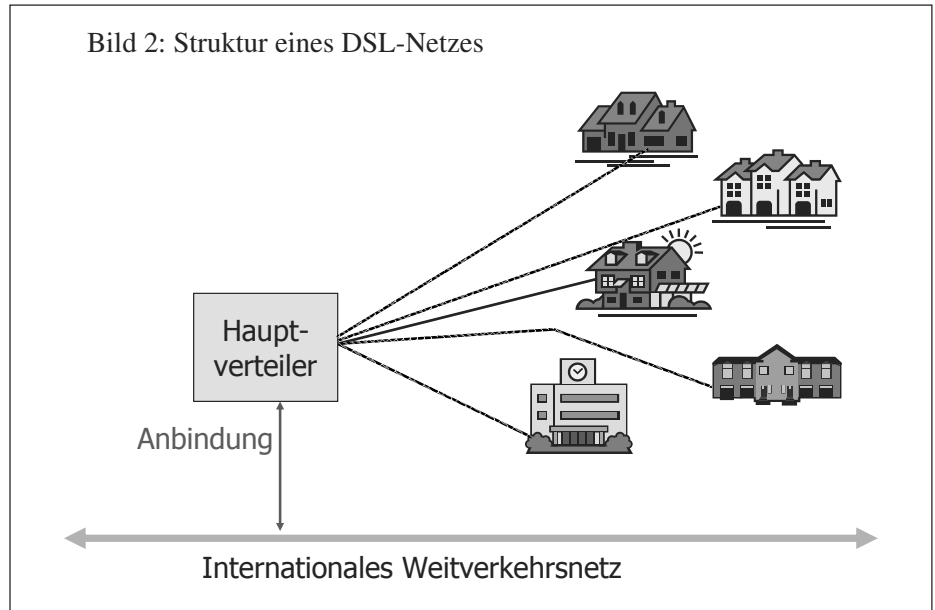 Bild 2: Struktur eines DSL-Netzes
Haupt-
verteiler
Anbindung
Internationales Weitverkehrsnetz